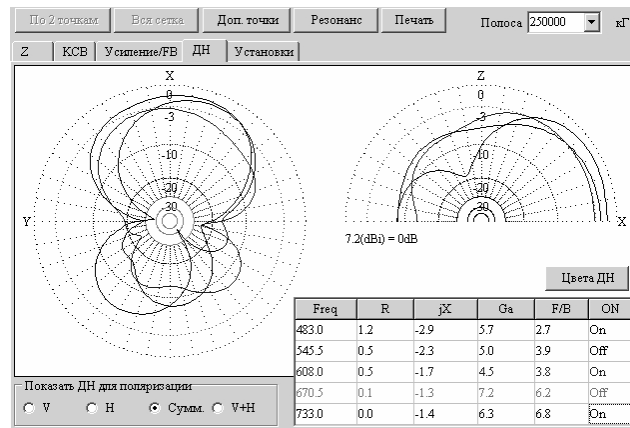 По 2 точкам Вся сетка Доп. точки Резонанс Печать Полоса 250000 кГ
Z КСВ Усиление/FB ДН Установки
X Z
0 0
-3 -3
-10 -10
-20 -20
-30 -30
Y X
7.2(dBi) = 0dB
Цвета ДН
Freq R jX Ga F/B ON
483.0 1.2 -2.9 5.7 2.7 On
545.5 0.5 -2.3 5.0 3.9 Off
608.0 0.5 -1.7 4.5 3.8 On
670.5 0.1 -1.3 7.2 6.2 Off
733.0 0.0 -1.4 6.3 6.8 On
Показать ДН для поляризации
V H Сумм. V+H